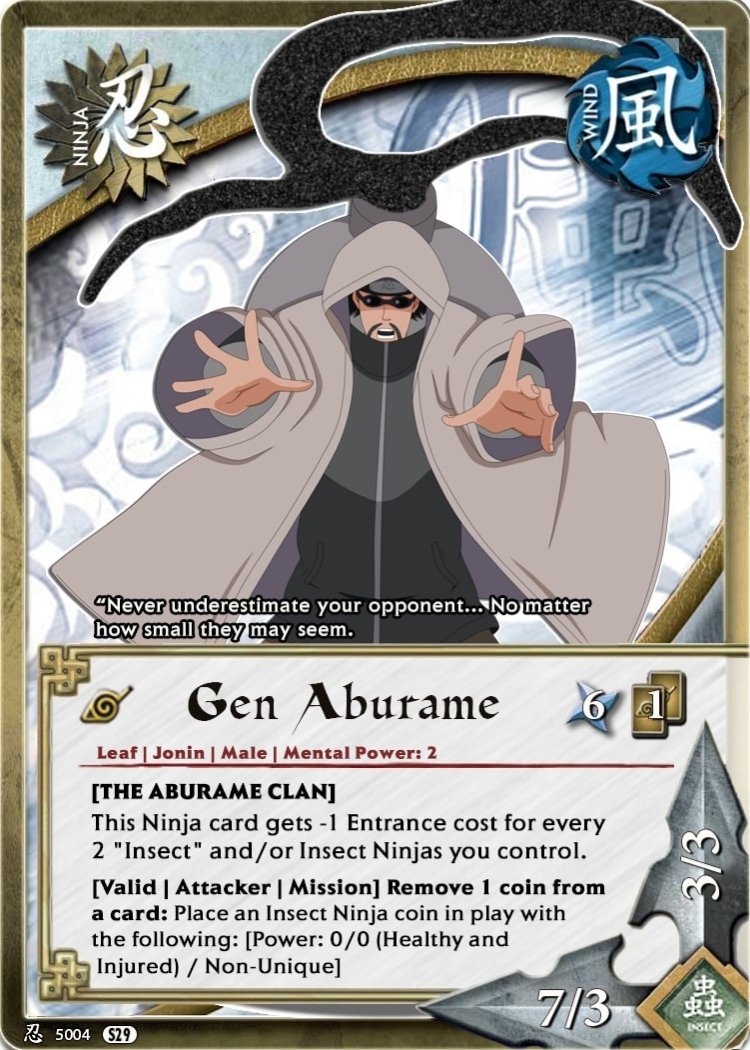 忍
NINJA
WIND
風
“Never underestimate your opponent... No matter
how small they may seem.
Gen Aburame
6
1
Leaf | Jonin | Male | Mental Power: 2
[THE ABURAME CLAN]
This Ninja card gets -1 Entrance cost for every
2 "Insect" and/or Insect Ninjas you control.
[Valid | Attacker | Mission] Remove 1 coin from
a card: Place an Insect Ninja coin in play with
the following: [Power: 0/0 (Healthy and
Injured) / Non-Unique]
3/3
7/3
蟲
INSECT
忍 5004 S29